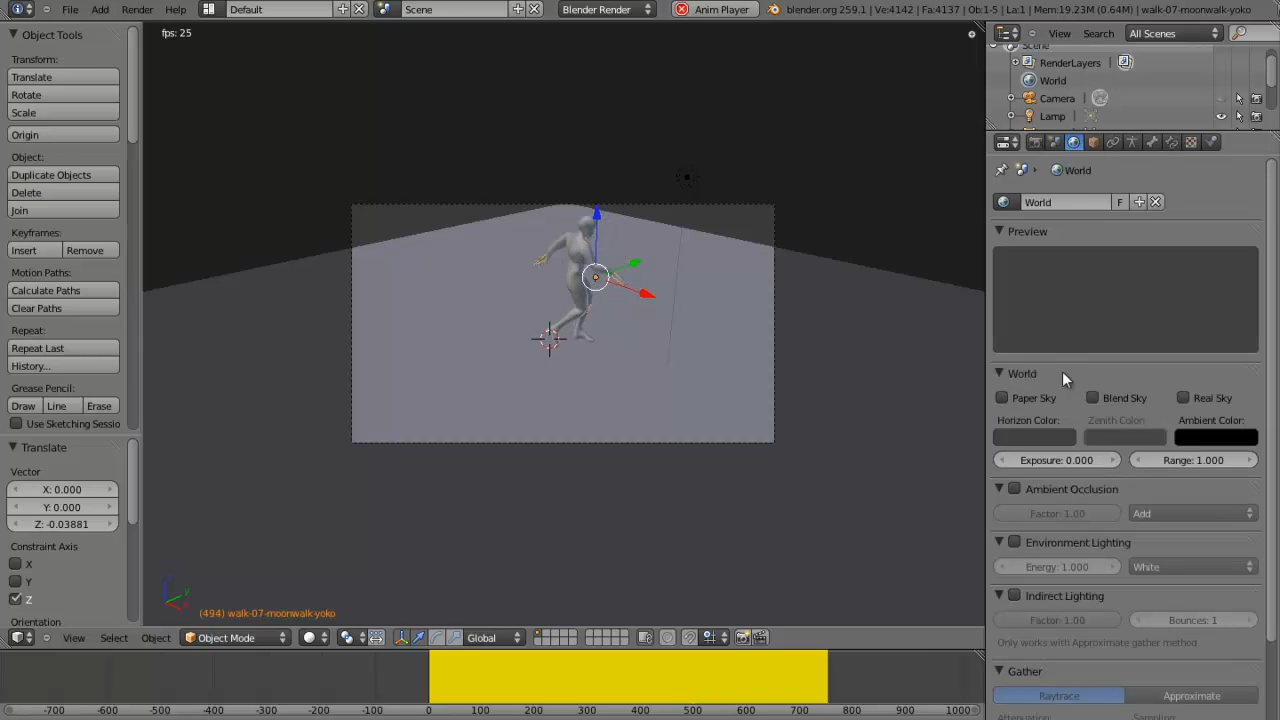 File Add Render Help Default Scene Blender Render Anim Player blender.org 259.1 | Ve:4142 | Fa:4137 | Ob:1-5 | La:1 | Mem:19.23M (0.64M) | walk-07-moonwalk-yoko
Object Tools
Transform:
Translate
Rotate
Scale
Origin
Object:
Duplicate Objects
Delete
Join
Keyframes:
Insert Remove
Motion Paths:
Calculate Paths
Clear Paths
Repeat:
Repeat Last
History...
Grease Pencil:
Draw Line Erase
Use Sketching Sessio
Translate
Vector
X: 0.000
Y: 0.000
Z: -0.03881
Constraint Axis
X
Y
Z
Orientation
fps: 25
(494) walk-07-moonwalk-yoko
View Select Object Object Mode Global
-700 -600 -500 -400 -300 -200 -100 0 100 200 300 400 500 600 700 800 900 1000
View Search All Scenes
Scene
RenderLayers |
World
Camera |
Lamp |
World
World F
Preview
World
Paper Sky Blend Sky Real Sky
Horizon Color: Zenith Color: Ambient Color:
Exposure: 0.000 Range: 1.000
Ambient Occlusion
Factor: 1.00 Add
Environment Lighting
Energy: 1.000 White
Indirect Lighting
Factor: 1.00 Bounces: 1
Only works with Approximate gather method
Gather
Raytrace Approximate
Attenuation: Sampling: